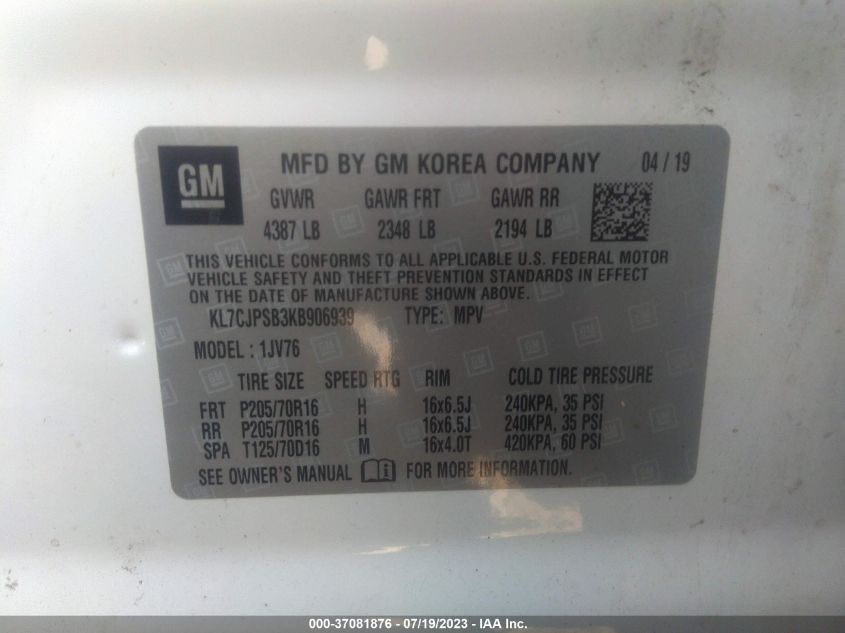 GM MFD BY GM KOREA COMPANY 04 / 19
GVWR GAWR FRT GAWR RR
4387 LB 2348 LB 2194 LB
THIS VEHICLE CONFORMS TO ALL APPLICABLE U.S. FEDERAL MOTOR
VEHICLE SAFETY AND THEFT PREVENTION STANDARDS IN EFFECT
ON THE DATE OF MANUFACTURE SHOWN ABOVE.
KL7CJPSB3KB906939 TYPE: MPV
MODEL : 1JV76
TIRE SIZE SPEED RTG RIM COLD TIRE PRESSURE
FRT P205/70R16 H 16x6.5J 240KPA, 35 PSI
RR P205/70R16 H 16x6.5J 240KPA, 35 PSI
SPA T125/70D16 M 16x4.0T 420KPA, 60 PSI
SEE OWNER'S MANUAL FOR MORE INFORMATION.
000-37081876 - 07/19/2023 - IAA Inc.